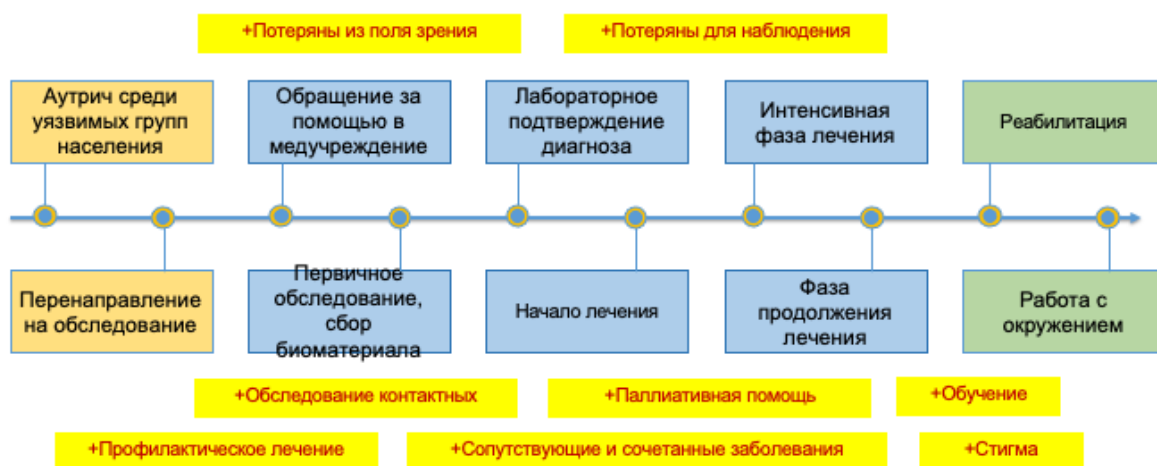 +Потеряны из поля зрения
+Потеряны для наблюдения
Аутрич среди
уязвимых групп
населения
Обращение за
помощью в
медучреждение
Лабораторное
подтверждение
диагноза
Интенсивная
фаза лечения
Реабилитация
Перенаправление
на обследование
Первичное
обследование,
сбор
биоматериала
Начало лечения
Фаза
продолжения
лечения
Работа с
окружением
+Обследование контактных
+Паллиативная помощь
+Обучение
+Профилактическое лечение
+Сопутствующие и сочетанные заболевания
+Стигма